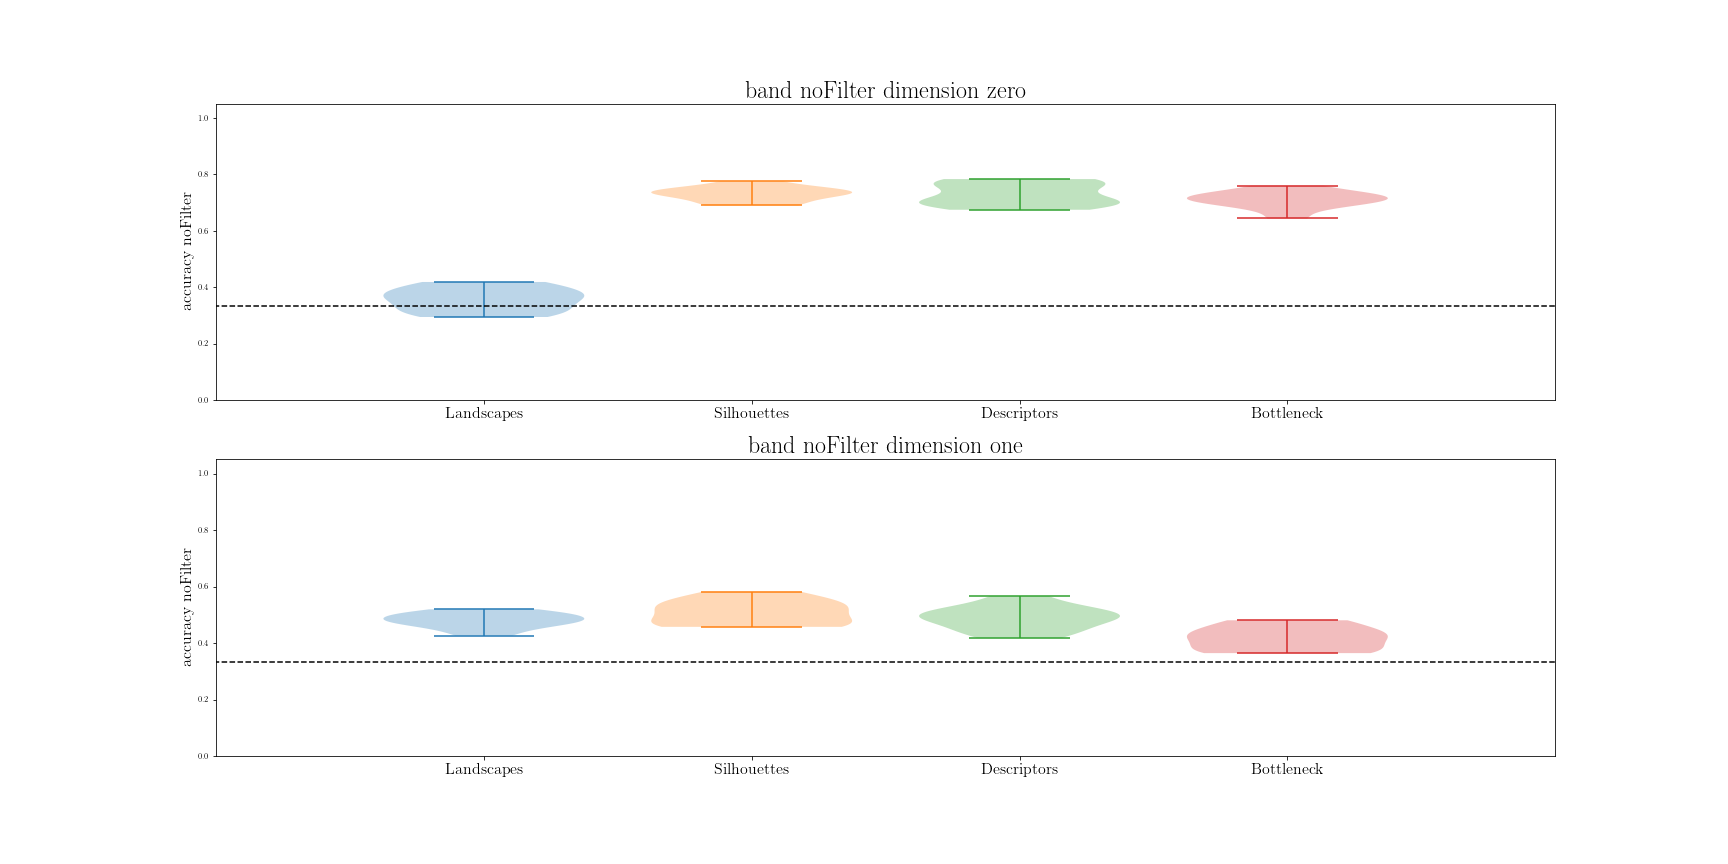 band noFilter dimension zero
accuracy noFilter
1.0
0.8
0.6
0.4
0.2
0.0
Landscapes Silhouettes Descriptors Bottleneck
band noFilter dimension one
accuracy noFilter
1.0
0.8
0.6
0.4
0.2
0.0
Landscapes Silhouettes Descriptors Bottleneck